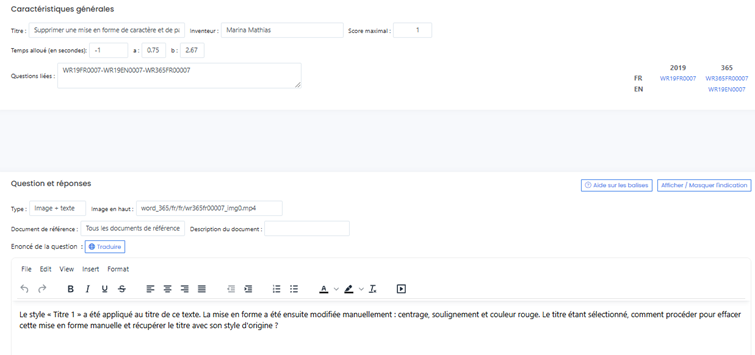 Caractéristiques générales
Titre : Supprimer une mise en forme de caractère et de pa Inventeur : Marina Mathias Score maximal : 1
Temps alloué (en secondes): -1 a : 0.75 b : 2.67
Questions liées : WR19FR0007-WR19EN0007-WR365FR00007
2019 365
FR WR19FR0007 WR365FR00007
EN WR19EN0007
Question et réponses
Aide sur les balises Afficher / Masquer l'indication
Type : Image + texte Image en haut : word_365/fr/fr/wr365fr00007_img0.mp4
Document de référence : Tous les documents de référence Description du document :
Enoncé de la question : Traduire
File Edit View Insert Format
B I U S A
Le style « Titre 1 » a été appliqué au titre de ce texte. La mise en forme a été ensuite modifiée manuellement : centrage, soulignement et couleur rouge. Le titre étant sélectionné, comment procéder pour effacer
cette mise en forme manuelle et récupérer le titre avec son style d'origine ?